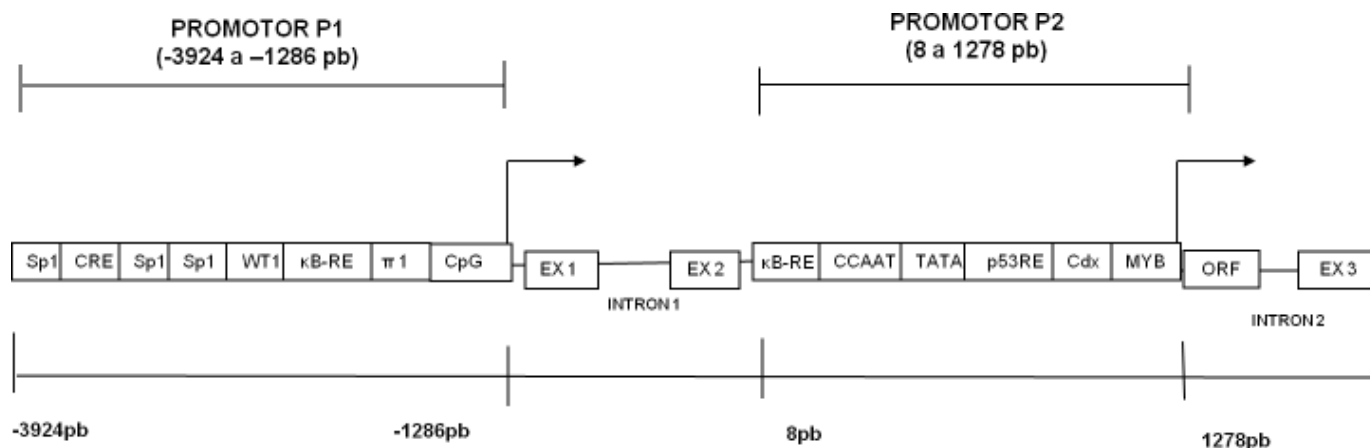 PROMOTOR P1
(-3924 a –1286 pb)
PROMOTOR P2
(8 a 1278 pb)
Sp1 CRE Sp1 Sp1 WT1 κB-RE π1 CpG EX 1 EX 2 κB-RE CCAAT TATA p53RE Cdx MYB ORF EX 3
INTRON 1
INTRON 2
-3924pb -1286pb 8pb 1278pb